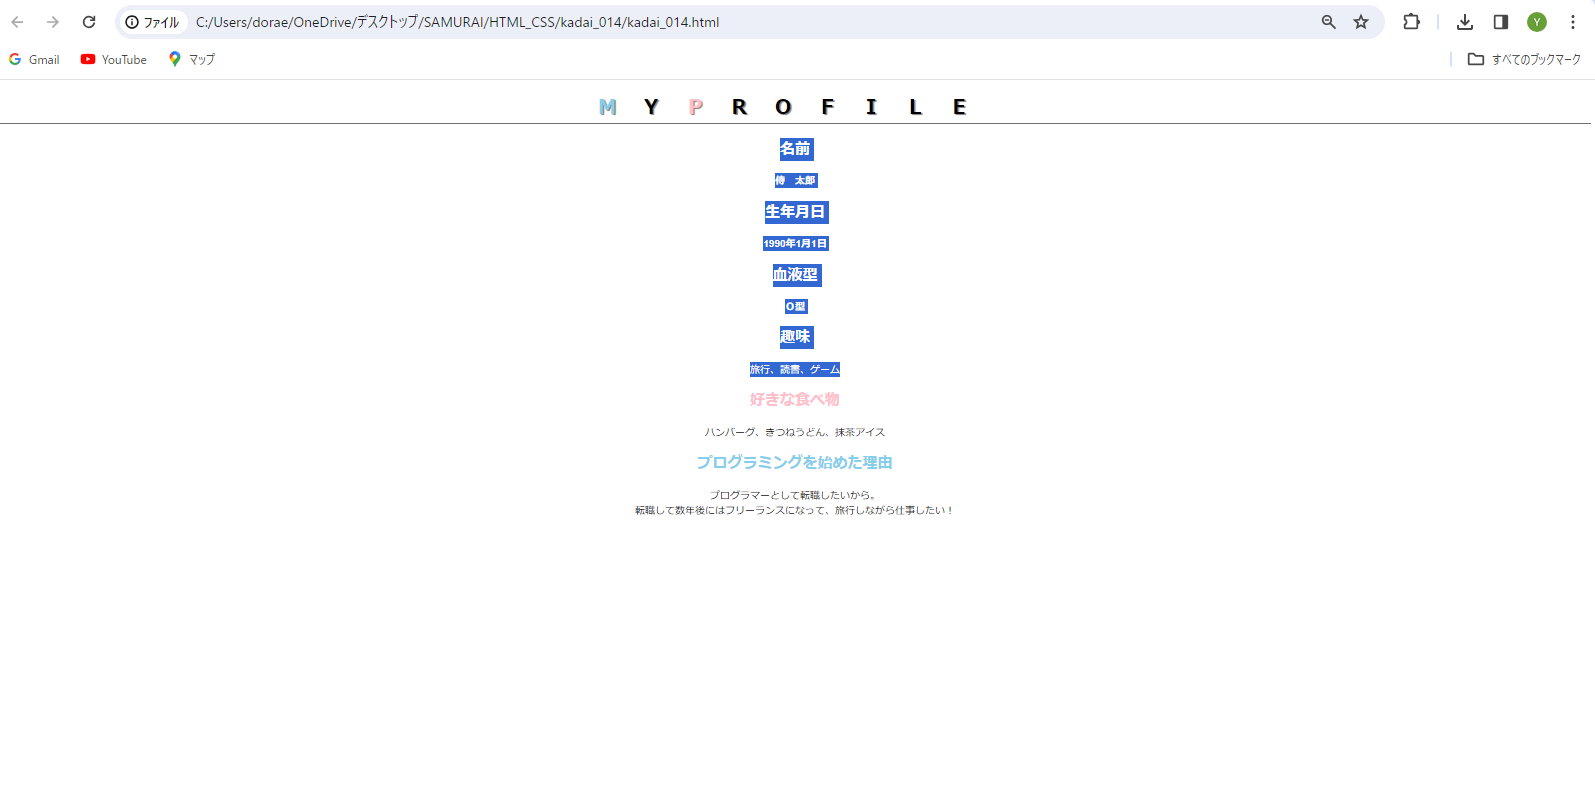 ファイル C:/Users/dorae/OneDrive/デスクトップ/SAMURAI/HTML_CSS/kadai_014/kadai_014.html Y
Gmail YouTube マップ すべてのブックマーク
M Y P R O F I L E
名前
侍　太郎
生年月日
1990年1月1日
血液型
O型
趣味
旅行、読書、ゲーム
好きな食べ物
ハンバーグ、きつねうどん、抹茶アイス
プログラミングを始めた理由
プログラマーとして転職したいから。
転職して数年後にはフリーランスになって、旅行しながら仕事したい！